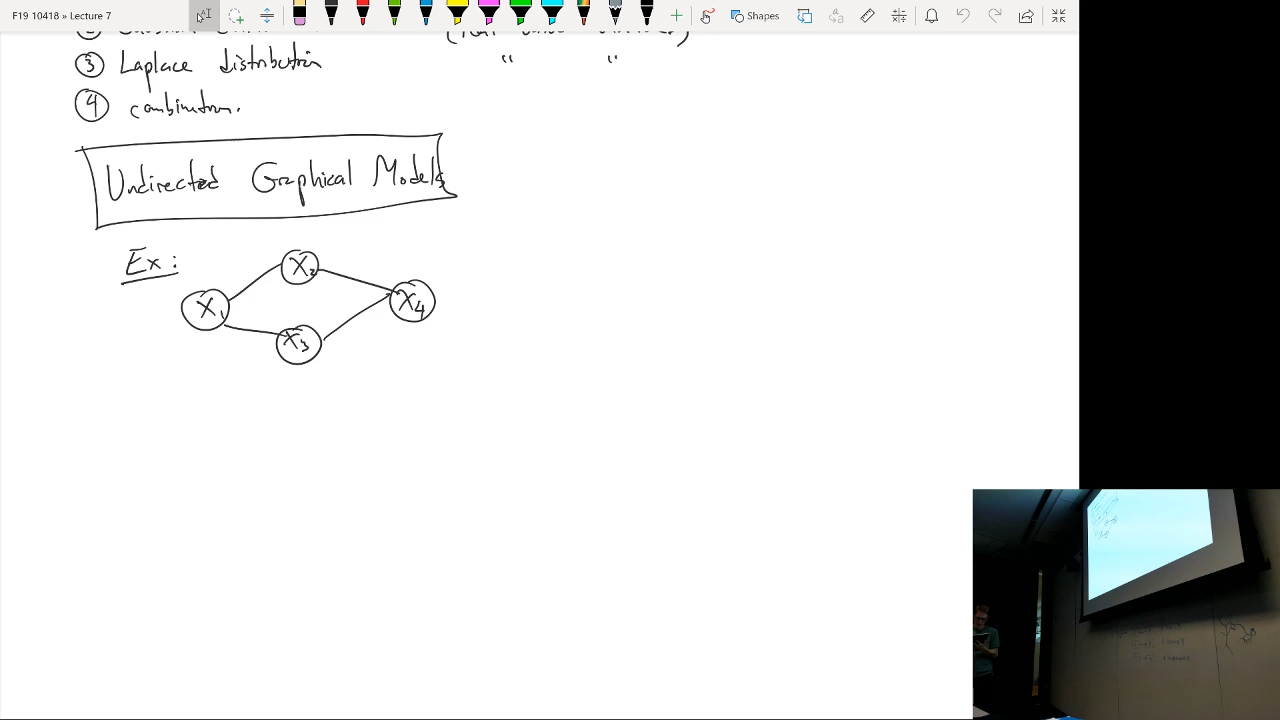 F19 10418 » Lecture 7
Shapes
③ Laplace distribution " "
④ combination.
Undirected Graphical Models
Ex:
X₂
X₁
X₄
X₃